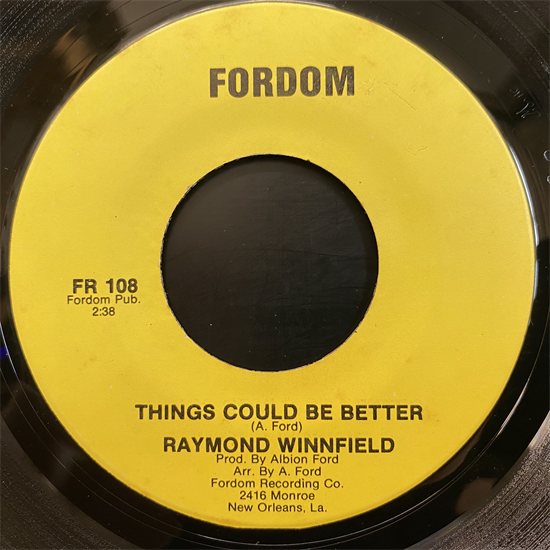 FORDOM
FR 108
Fordom Pub.
2:38
THINGS COULD BE BETTER
(A. Ford)
RAYMOND WINNFIELD
Prod. By Albion Ford
Arr. By A. Ford
Fordom Recording Co.
2416 Monroe
New Orleans, La.